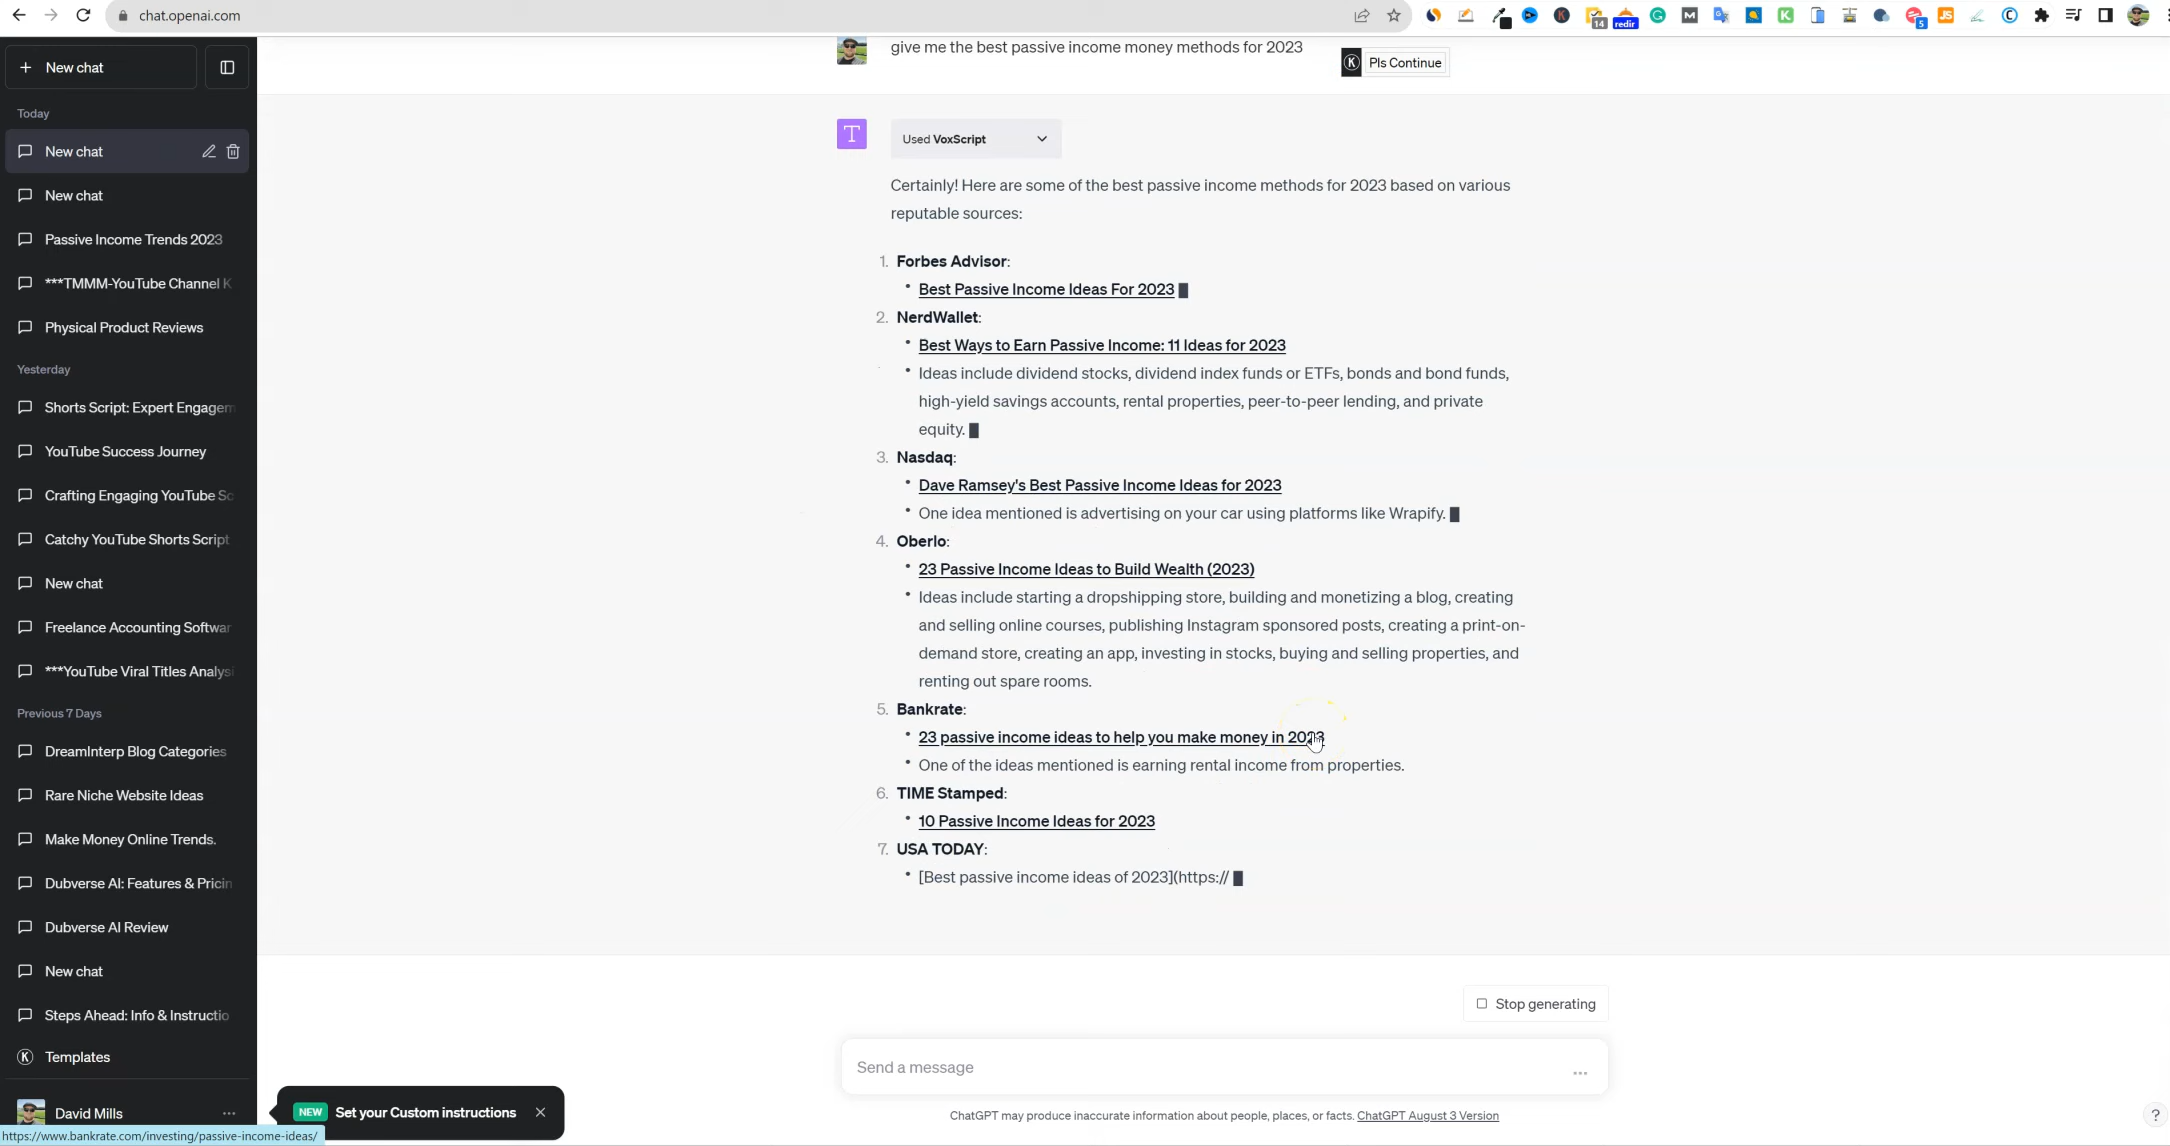 chat.openai.com
14
redir
5
New chat
Today
New chat
New chat
Passive Income Trends 2023
***TMMM-YouTube Channel K
Physical Product Reviews
Yesterday
Shorts Script: Expert Engagem
YouTube Success Journey
Crafting Engaging YouTube Sc
Catchy YouTube Shorts Script
New chat
Freelance Accounting Softwar
***YouTube Viral Titles Analysi
Previous 7 Days
DreamInterp Blog Categories
Rare Niche Website Ideas
Make Money Online Trends.
Dubverse AI: Features & Pricin
Dubverse AI Review
New chat
Steps Ahead: Info & Instructio
Templates
David Mills
NEW Set your Custom instructions
https://www.bankrate.com/investing/passive-income-ideas/
give me the best passive income money methods for 2023
Pls Continue
T
Used VoxScript
Certainly! Here are some of the best passive income methods for 2023 based on various
reputable sources:
1. Forbes Advisor:
• Best Passive Income Ideas For 2023
2. NerdWallet:
• Best Ways to Earn Passive Income: 11 Ideas for 2023
• Ideas include dividend stocks, dividend index funds or ETFs, bonds and bond funds,
high-yield savings accounts, rental properties, peer-to-peer lending, and private
equity.
3. Nasdaq:
• Dave Ramsey's Best Passive Income Ideas for 2023
• One idea mentioned is advertising on your car using platforms like Wrapify.
4. Oberlo:
• 23 Passive Income Ideas to Build Wealth (2023)
• Ideas include starting a dropshipping store, building and monetizing a blog, creating
and selling online courses, publishing Instagram sponsored posts, creating a print-on-
demand store, creating an app, investing in stocks, buying and selling properties, and
renting out spare rooms.
5. Bankrate:
• 23 passive income ideas to help you make money in 2023
• One of the ideas mentioned is earning rental income from properties.
6. TIME Stamped:
• 10 Passive Income Ideas for 2023
7. USA TODAY:
• [Best passive income ideas of 2023](https://
Stop generating
Send a message
ChatGPT may produce inaccurate information about people, places, or facts. ChatGPT August 3 Version
?